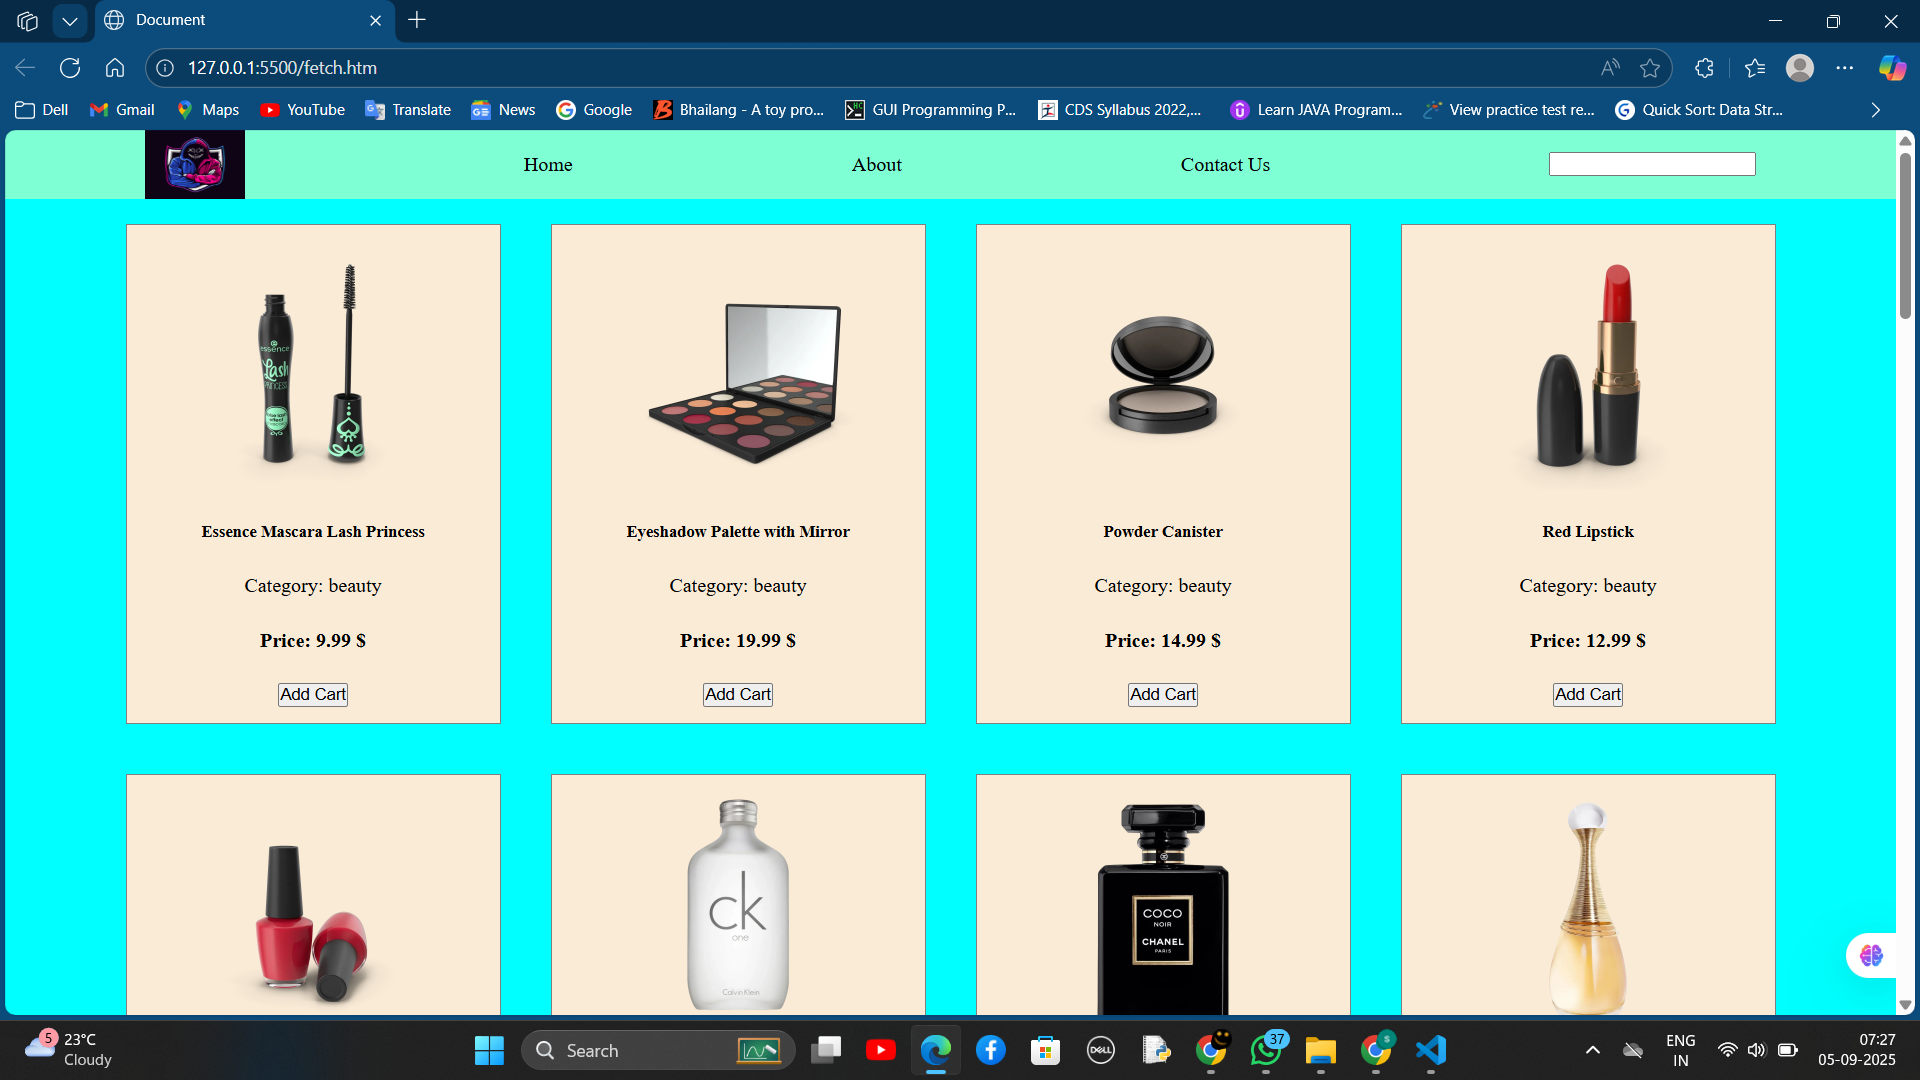 Document
127.0.0.1:5500/fetch.htm
Dell
Gmail
Maps
YouTube
Translate
News
Google
Bhailang - A toy pro...
GUI Programming P...
CDS Syllabus 2022,...
Learn JAVA Program...
View practice test re...
Quick Sort: Data Str...
Home
About
Contact Us
essence
Lash
PRINCESS
Essence Mascara Lash Princess
Category: beauty
Price: 9.99 $
Add Cart
Eyeshadow Palette with Mirror
Category: beauty
Price: 19.99 $
Add Cart
Powder Canister
Category: beauty
Price: 14.99 $
Add Cart
Red Lipstick
Category: beauty
Price: 12.99 $
Add Cart
ck
one
Calvin Klein
COCO
NOIR
CHANEL
PARIS
5
23°C
Cloudy
Search
DELL
37
ENG
IN
07:27
05-09-2025